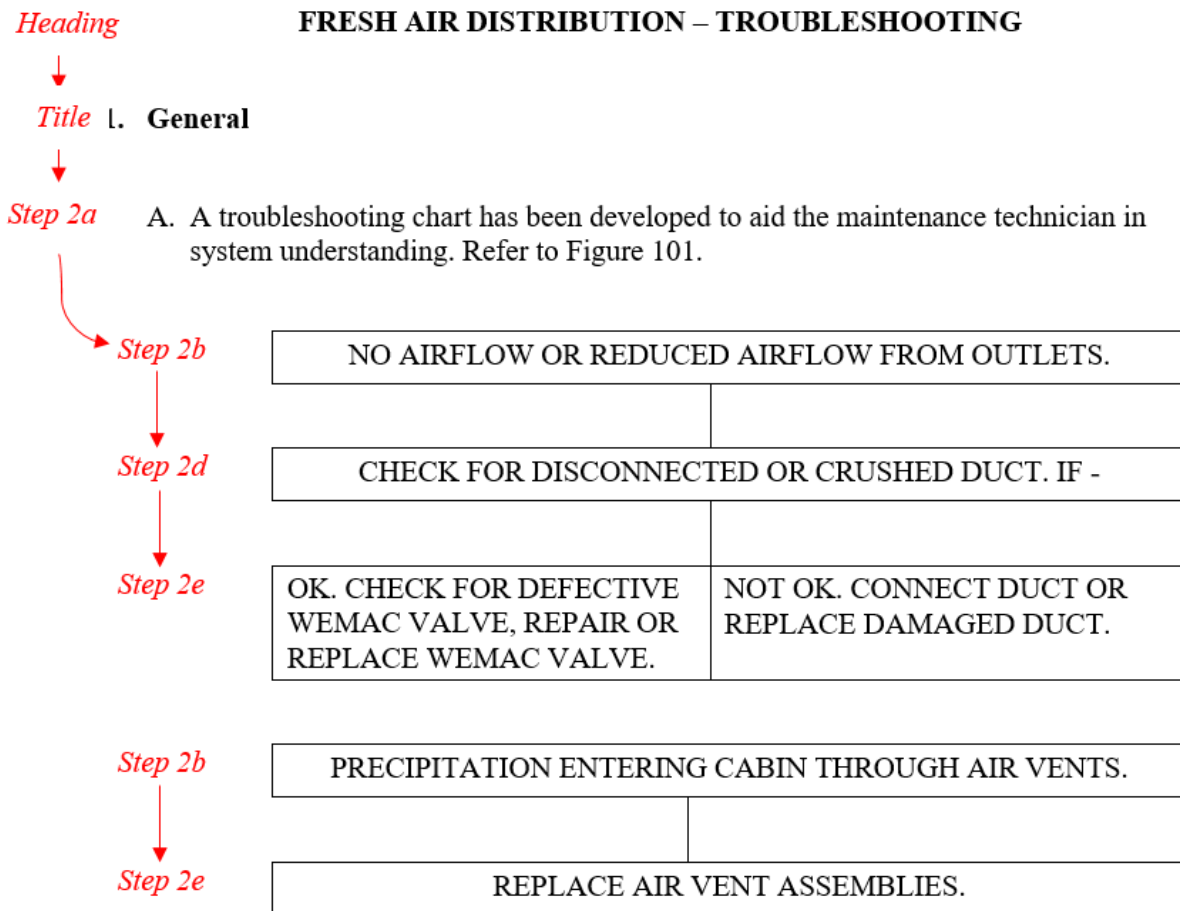 Heading FRESH AIR DISTRIBUTION – TROUBLESHOOTING
Title 1. General
Step 2a A. A troubleshooting chart has been developed to aid the maintenance technician in
system understanding. Refer to Figure 101.
Step 2b NO AIRFLOW OR REDUCED AIRFLOW FROM OUTLETS.
Step 2d CHECK FOR DISCONNECTED OR CRUSHED DUCT. IF -
Step 2e
OK. CHECK FOR DEFECTIVE
WEMAC VALVE, REPAIR OR
REPLACE WEMAC VALVE.
NOT OK. CONNECT DUCT OR
REPLACE DAMAGED DUCT.
Step 2b PRECIPITATION ENTERING CABIN THROUGH AIR VENTS.
Step 2e REPLACE AIR VENT ASSEMBLIES.